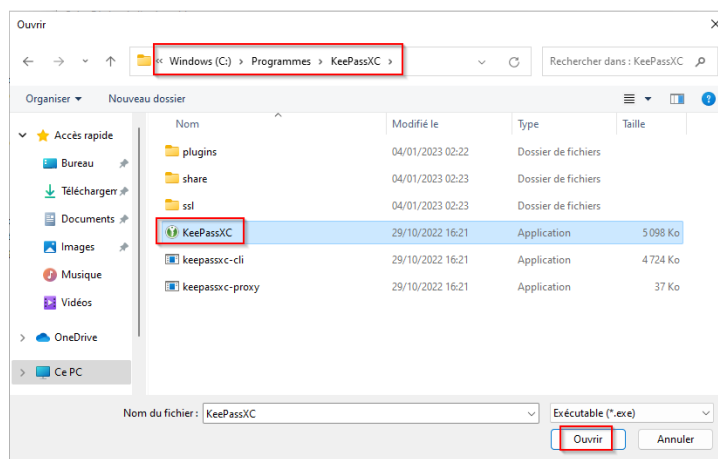 Ouvrir
« Windows (C:) > Programmes > KeePassXC >
Rechercher dans : KeePassXC
Organiser Nouveau dossier
Nom Modifié le Type Taille
Accès rapide
Bureau
Téléchargem
Documents
Images
Musique
Vidéos
OneDrive
Ce PC
plugins 04/01/2023 02:22 Dossier de fichiers
share 04/01/2023 02:23 Dossier de fichiers
ssl 04/01/2023 02:23 Dossier de fichiers
KeePassXC 29/10/2022 16:21 Application 5 098 Ko
keepassxc-cli 29/10/2022 16:21 Application 4 724 Ko
keepassxc-proxy 29/10/2022 16:21 Application 37 Ko
Nom du fichier : KeePassXC
Exécutable (*.exe)
Ouvrir Annuler